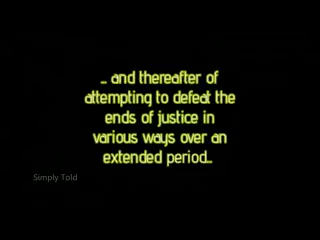 ... and thereafter of
attempting to defeat the
ends of justice in
various ways over an
extended period...
Simply Told